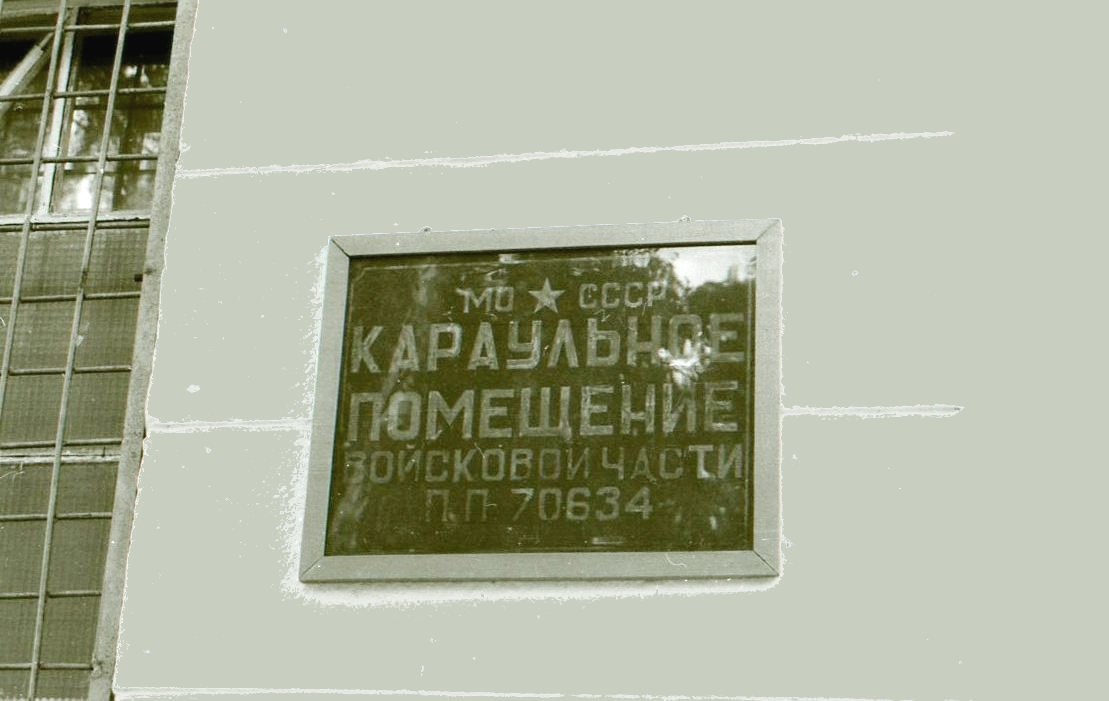 МО ★ СССР
КАРАУЛЬНОЕ
ПОМЕЩЕНИЕ
ВОЙСКОВОЙ ЧАСТИ
П.П. 70634